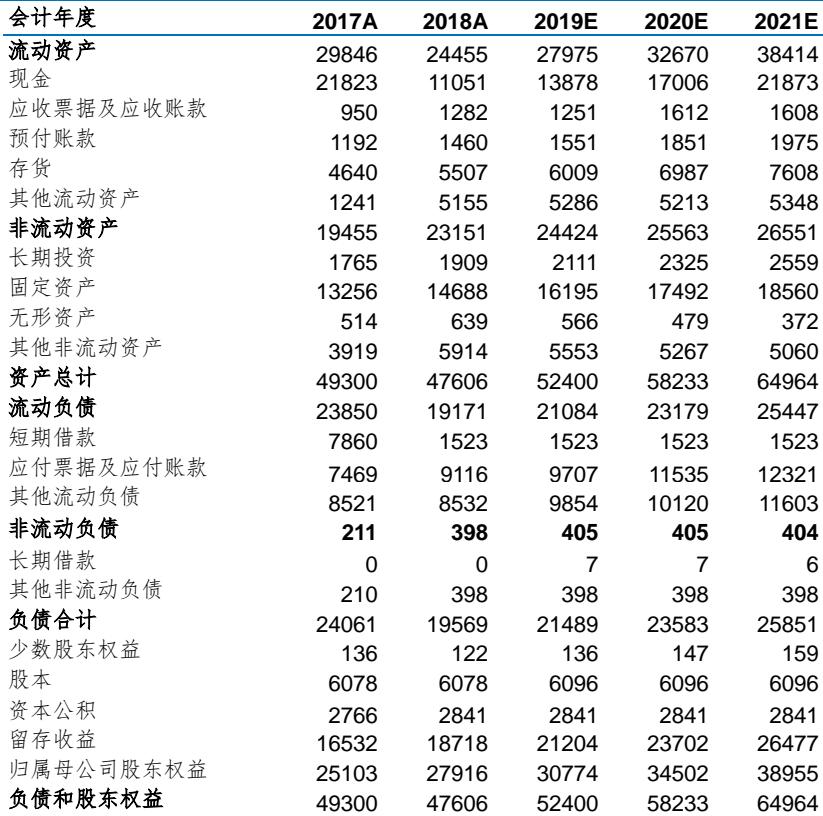 会计年度 2017A 2018A 2019E 2020E 2021E
流动资产 29846 24455 27975 32670 38414
现金 21823 11051 13878 17006 21873
应收票据及应收账款 950 1282 1251 1612 1608
预付账款 1192 1460 1551 1851 1975
存货 4640 5507 6009 6987 7608
其他流动资产 1241 5155 5286 5213 5348
非流动资产 19455 23151 24424 25563 26551
长期投资 1765 1909 2111 2325 2559
固定资产 13256 14688 16195 17492 18560
无形资产 514 639 566 479 372
其他非流动资产 3919 5914 5553 5267 5060
资产总计 49300 47606 52400 58233 64964
流动负债 23850 19171 21084 23179 25447
短期借款 7860 1523 1523 1523 1523
应付票据及应付账款 7469 9116 9707 11535 12321
其他流动负债 8521 8532 9854 10120 11603
非流动负债 211 398 405 405 404
长期借款 0 0 7 7 6
其他非流动负债 210 398 398 398 398
负债合计 24061 19569 21489 23583 25851
少数股东权益 136 122 136 147 159
股本 6078 6078 6096 6096 6096
资本公积 2766 2841 2841 2841 2841
留存收益 16532 18718 21204 23702 26477
归属母公司股东权益 25103 27916 30774 34502 38955
负债和股东权益 49300 47606 52400 58233 64964